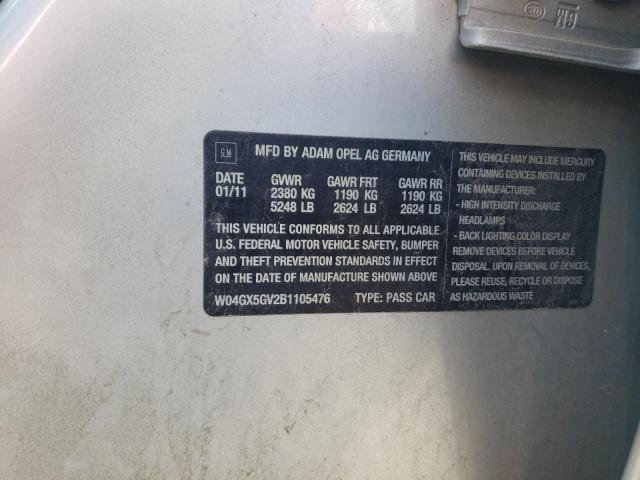 GM
GM
MFD BY ADAM OPEL AG GERMANY
DATE GVWR GAWR FRT GAWR RR
01/11 2380 KG 1190 KG 1190 KG
5248 LB 2624 LB 2624 LB
THIS VEHICLE CONFORMS TO ALL APPLICABLE
U.S. FEDERAL MOTOR VEHICLE SAFETY, BUMPER
AND THEFT PREVENTION STANDARDS IN EFFECT
ON THE DATE OF MANUFACTURE SHOWN ABOVE
W04GX5GV2B1105476 TYPE: PASS CAR
THIS VEHICLE MAY INCLUDE MERCURY
CONTAINING DEVICES INSTALLED BY
THE MANUFACTURER:
- HIGH INTENSITY DISCHARGE
HEADLAMPS
- BACK LIGHTING COLOR DISPLAY
REMOVE DEVICES BEFORE VEHICLE
DISPOSAL. UPON REMOVAL OF DEVICES,
PLEASE REUSE, RECYCLE OR DISPOSE
AS HAZARDOUS WASTE